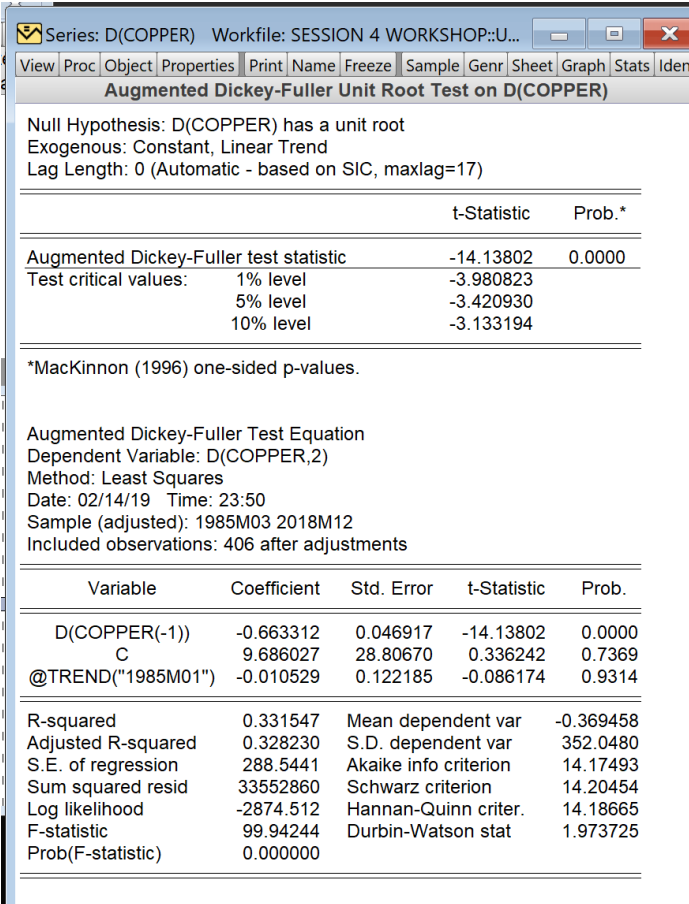 Series: D(COPPER) Workfile: SESSION 4 WORKSHOP::U...
View Proc Object Properties Print Name Freeze Sample Genr Sheet Graph Stats Iden
Augmented Dickey-Fuller Unit Root Test on D(COPPER)
Null Hypothesis: D(COPPER) has a unit root
Exogenous: Constant, Linear Trend
Lag Length: 0 (Automatic - based on SIC, maxlag=17)
t-Statistic Prob.*
Augmented Dickey-Fuller test statistic -14.13802 0.0000
Test critical values: 1% level -3.980823
5% level -3.420930
10% level -3.133194
*MacKinnon (1996) one-sided p-values.
Augmented Dickey-Fuller Test Equation
Dependent Variable: D(COPPER,2)
Method: Least Squares
Date: 02/14/19 Time: 23:50
Sample (adjusted): 1985M03 2018M12
Included observations: 406 after adjustments
Variable Coefficient Std. Error t-Statistic Prob.
D(COPPER(-1)) -0.663312 0.046917 -14.13802 0.0000
C 9.686027 28.80670 0.336242 0.7369
@TREND("1985M01") -0.010529 0.122185 -0.086174 0.9314
R-squared 0.331547 Mean dependent var -0.369458
Adjusted R-squared 0.328230 S.D. dependent var 352.0480
S.E. of regression 288.5441 Akaike info criterion 14.17493
Sum squared resid 33552860 Schwarz criterion 14.20454
Log likelihood -2874.512 Hannan-Quinn criter. 14.18665
F-statistic 99.94244 Durbin-Watson stat 1.973725
Prob(F-statistic) 0.000000